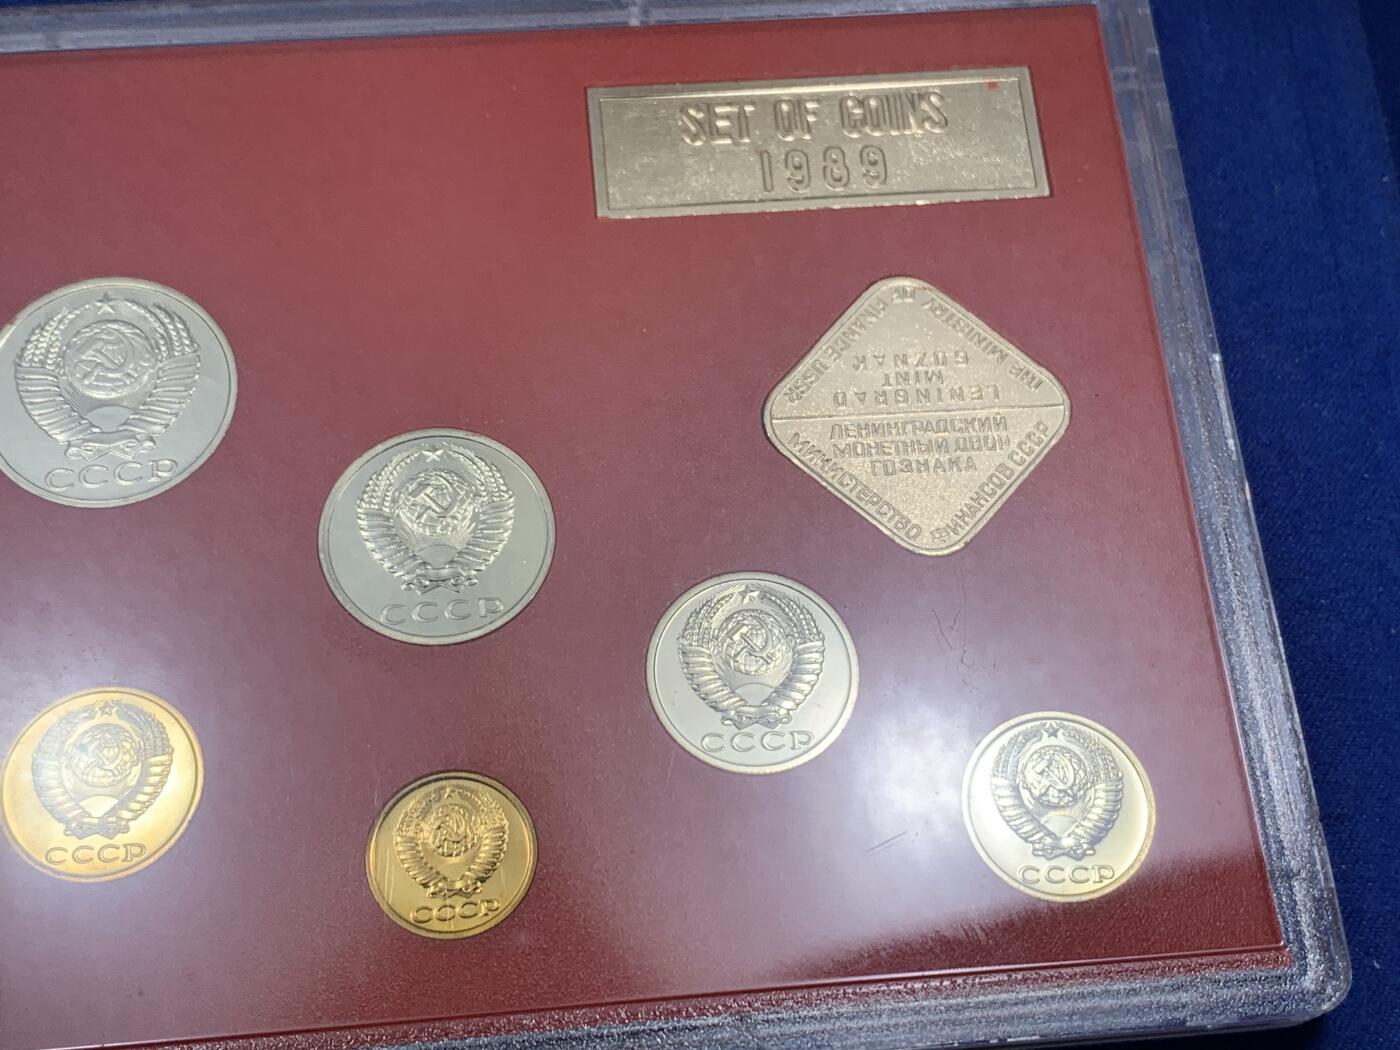 SET OF COINS
1989
THE MINISTRY OF FINANCE USSR
LENINGRAD
MINT
GOZNAK
ЛЕНИНГРАДСКИЙ
МОНЕТНЫЙ ДВОР
ГОЗНАКА
МИНИСТЕРСТВО ФИНАНСОВ СССР
СССР
СССР
СССР
СССР
СССР
СССР